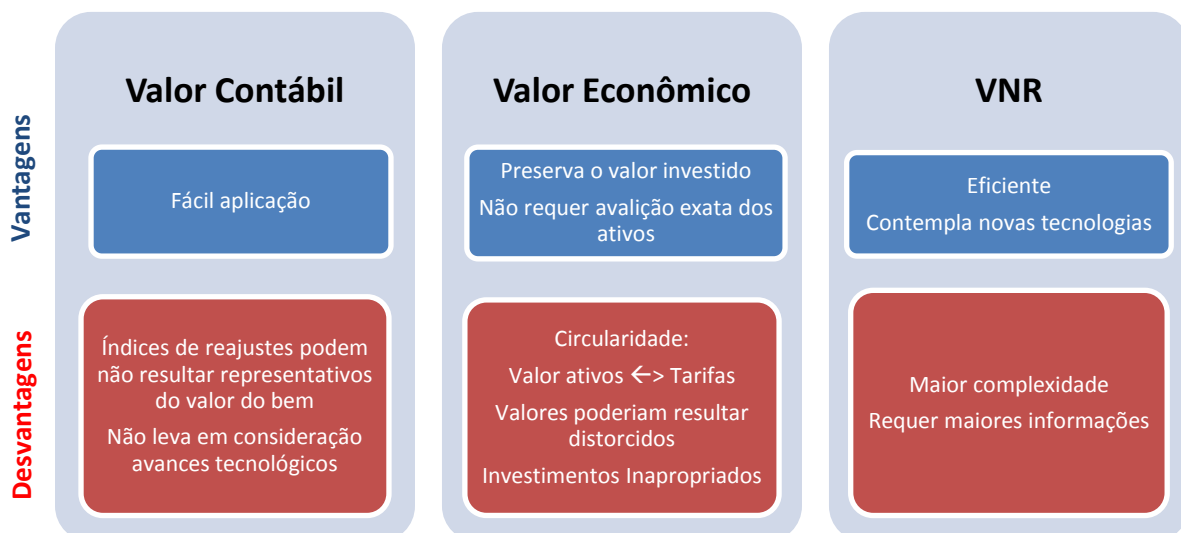 Valor Contábil
Valor Econômico
VNR
Vantagens
Fácil aplicação
Preserva o valor investido
Não requer avalição exata dos
ativos
Eficiente
Contempla novas tecnologias
Desvantagens
Índices de reajustes podem
não resultar representativos
do valor do bem
Não leva em consideração
avances tecnológicos
Circularidade:
Valor ativos ←> Tarifas
Valores poderiam resultar
distorcidos
Investimentos Inapropriados
Maior complexidade
Requer maiores informações